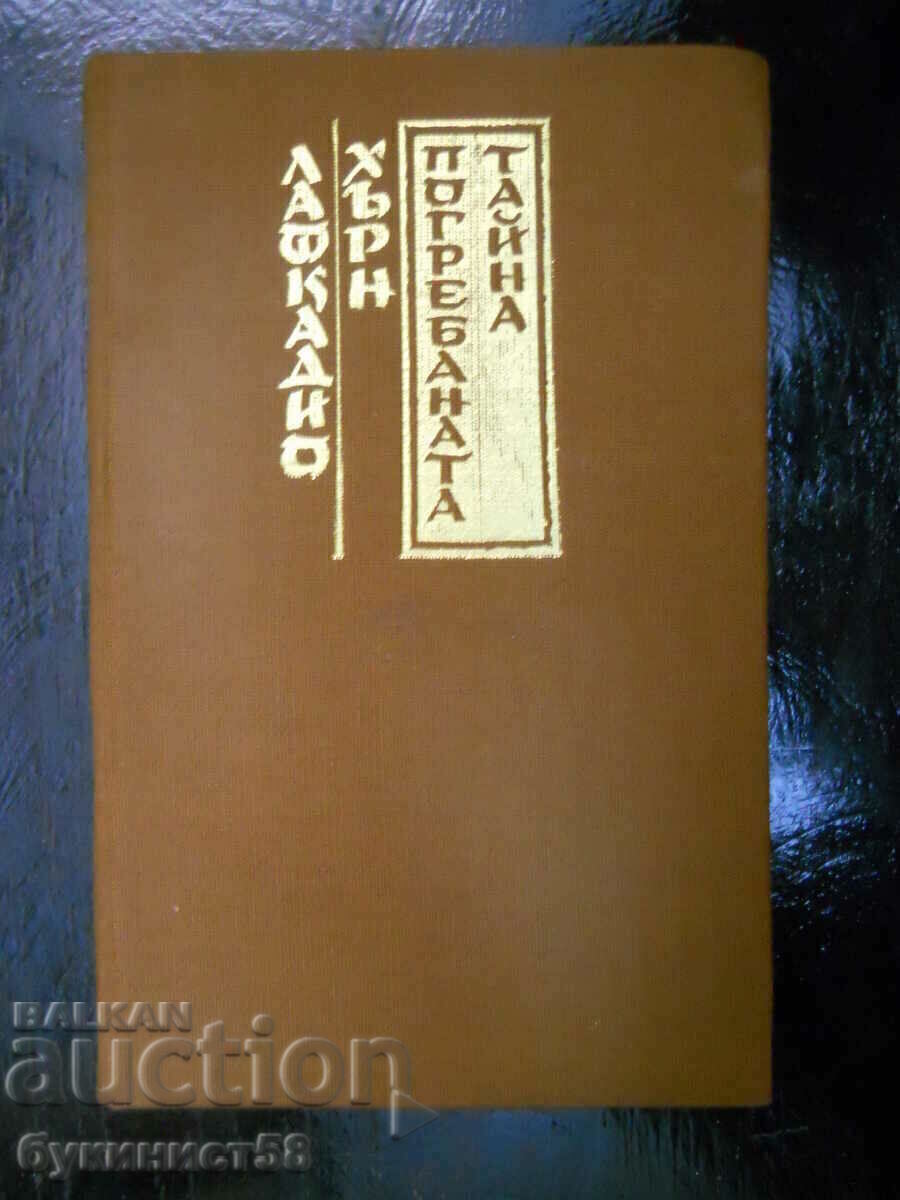 ЛАФКАДИО
ХЪРН
ПОГРЕБАНАТА
ТАЙНА
BALKAN
auction
букинист58